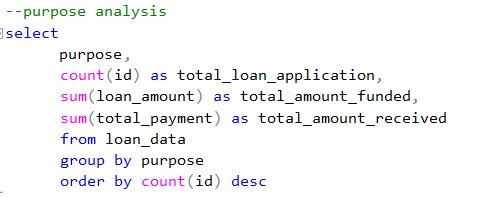 --purpose analysis
select
purpose,
count(id) as total_loan_application,
sum(loan_amount) as total_amount_funded,
sum(total_payment) as total_amount_received
from loan_data
group by purpose
order by count(id) desc